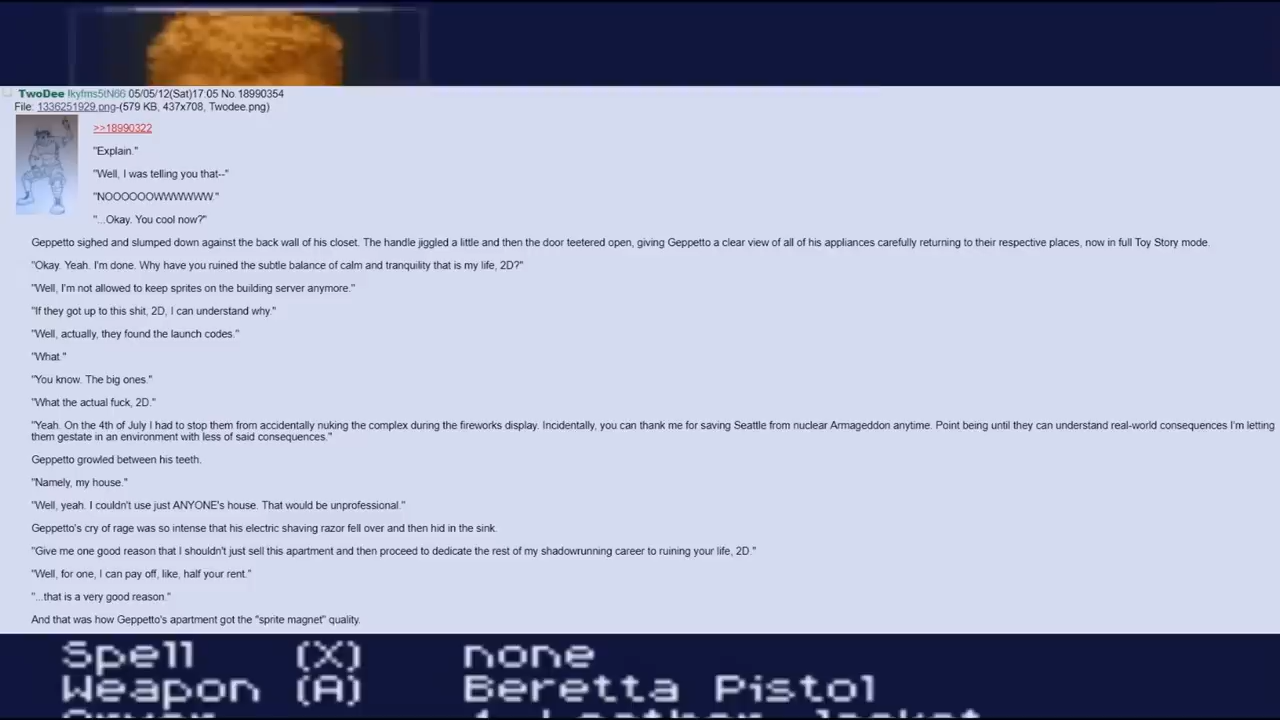 TwoDee !kyfms5tN66 05/05/12(Sat)17:05 No.18990354
File: 1336251929.png-(579 KB, 437x708, Twodee.png)
>>18990322
"Explain."
"Well, I was telling you that--"
"NOOOOOOWWWWWW."
"...Okay. You cool now?"
Geppetto sighed and slumped down against the back wall of his closet. The handle jiggled a little and then the door teetered open, giving Geppetto a clear view of all of his appliances carefully returning to their respective places, now in full Toy Story mode.
"Okay. Yeah. I'm done. Why have you ruined the subtle balance of calm and tranquility that is my life, 2D?"
"Well, I'm not allowed to keep sprites on the building server anymore."
"If they got up to this shit, 2D, I can understand why."
"Well, actually, they found the launch codes."
"What."
"You know. The big ones."
"What the actual fuck, 2D."
"Yeah. On the 4th of July I had to stop them from accidentally nuking the complex during the fireworks display. Incidentally, you can thank me for saving Seattle from nuclear Armageddon anytime. Point being until they can understand real-world consequences I'm letting
them gestate in an environment with less of said consequences."
Geppetto growled between his teeth.
"Namely, my house."
"Well, yeah. I couldn't use just ANYONE's house. That would be unprofessional."
Geppetto's cry of rage was so intense that his electric shaving razor fell over and then hid in the sink.
"Give me one good reason that I shouldn't just sell this apartment and then proceed to dedicate the rest of my shadowrunning career to ruining your life, 2D."
"Well, for one, I can pay off, like, half your rent."
"...that is a very good reason."
And that was how Geppetto's apartment got the "sprite magnet" quality.
Spell (X) none
Weapon (A) Beretta Pistol
Leather Jacket